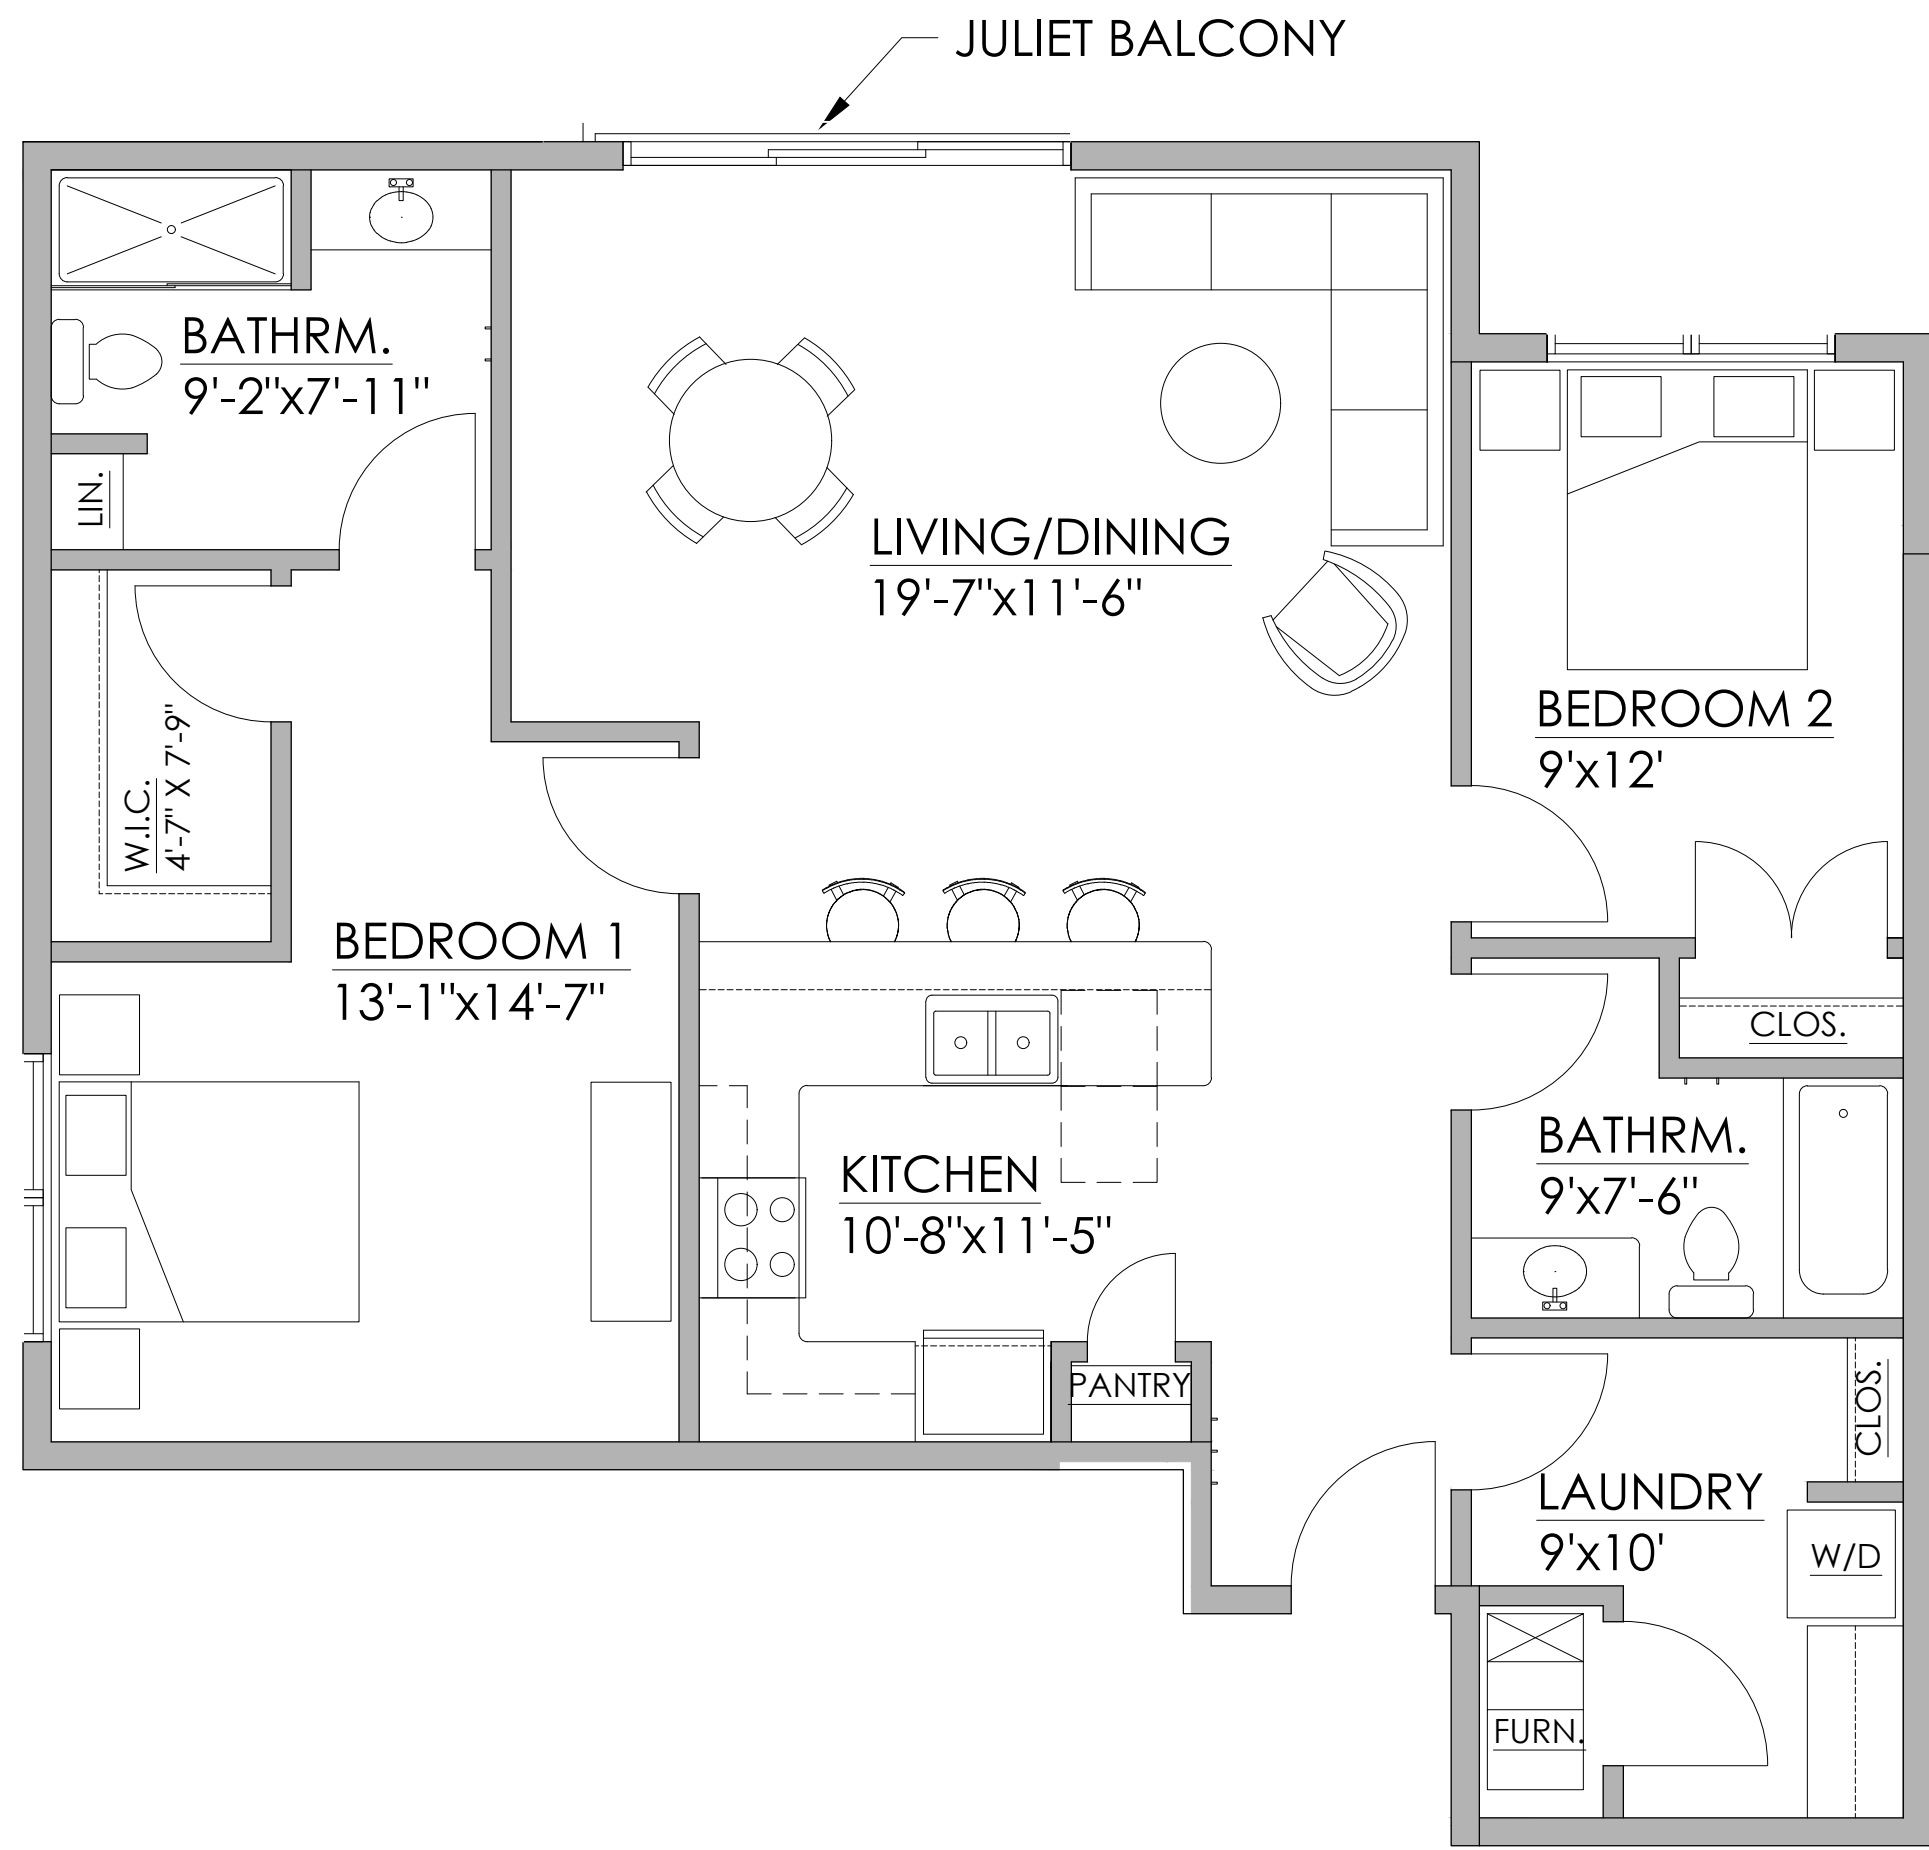 JULIET BALCONY
BATHRM.
9'-2"x7'-11"
LIN.
LIVING/DINING
19'-7"x11'-6"
BEDROOM 2
9'x12'
W.I.C.
4'-7" X 7'-9"
BEDROOM 1
13'-1"x14'-7"
CLOS.
BATHRM.
9'x7'-6"
KITCHEN
10'-8"x11'-5"
PANTRY
CLOS.
LAUNDRY
9'x10'
W/D
FURN.